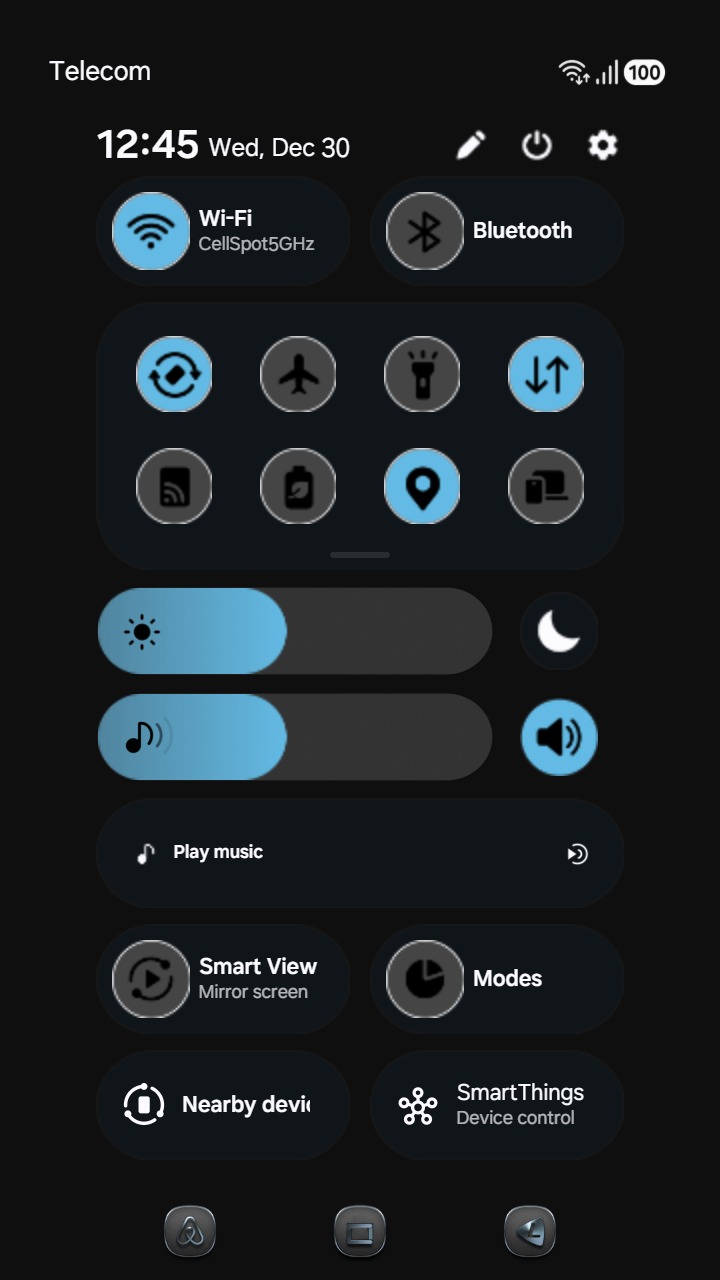 Telecom
100
12:45 Wed, Dec 30
Wi-Fi
CellSpot5GHz
Bluetooth
Play music
Smart View
Mirror screen
Modes
Nearby devic
SmartThings
Device control